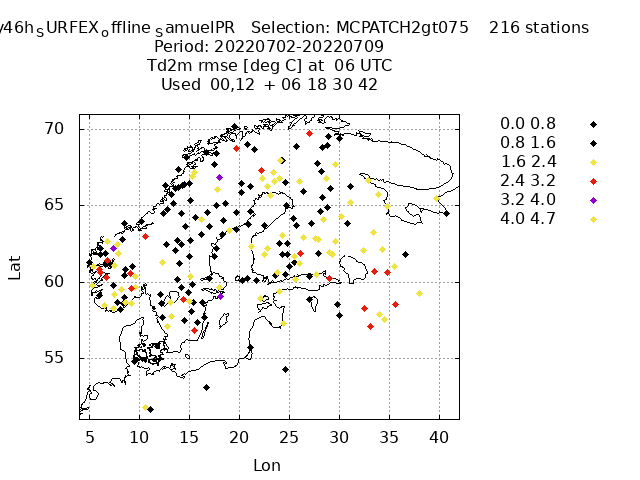 y46h_SURFEX_offline_samuelPR Selection: MCPATCH2gt075 216 stations
Period: 20220702-20220709
Td2m rmse [deg C] at 06 UTC
Used 00,12 + 06 18 30 42
0.0 0.8
0.8 1.6
1.6 2.4
2.4 3.2
3.2 4.0
4.0 4.7
70
65
60
55
Lat
5 10 15 20 25 30 35 40
Lon